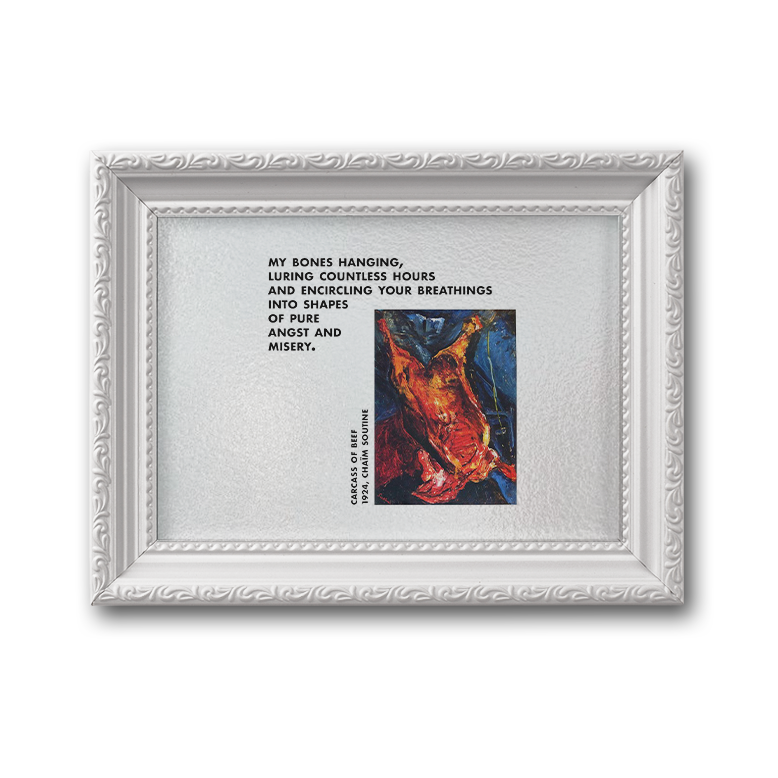 MY BONES HANGING,
LURING COUNTLESS HOURS
AND ENCIRCLING YOUR BREATHINGS
INTO SHAPES
OF PURE
ANGST AND
MISERY.
CARCASS OF BEEF
1924, CHAÏM SOUTINE